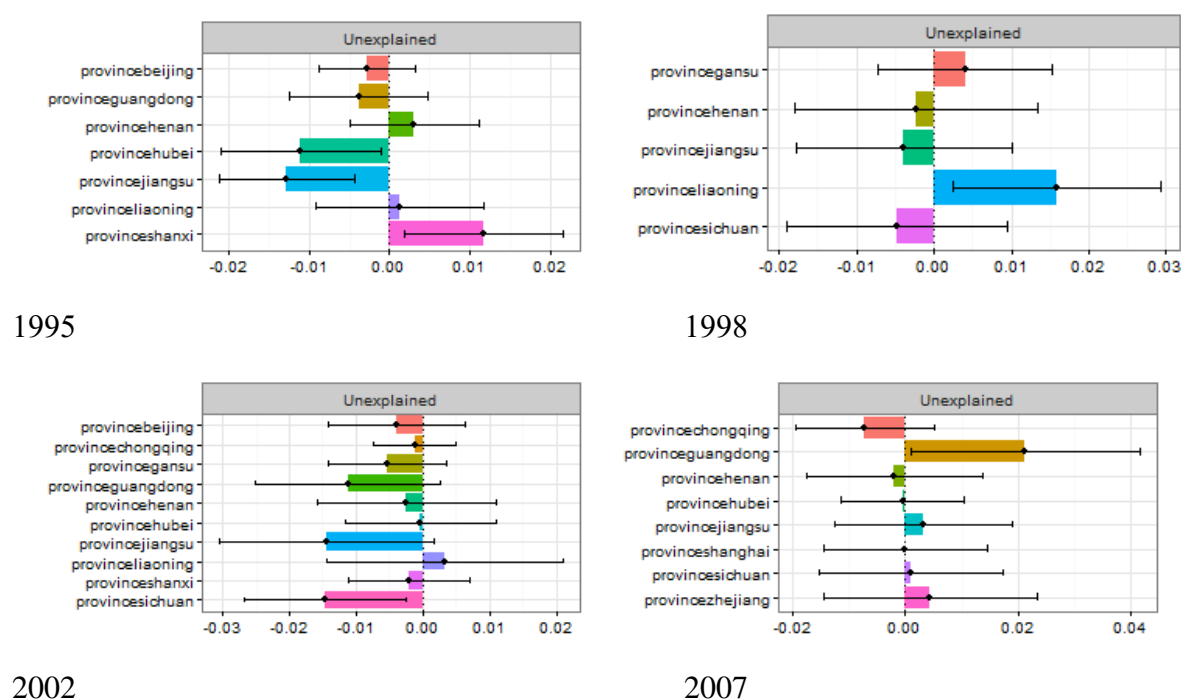 Unexplained
provincebeijing
provinceguangdong
provincehenan
provincehubei
provincejiangsu
provinceliaoning
provinceshanxi
-0.02 -0.01 0.00 0.01 0.02
1995
Unexplained
provincegansu
provincehenan
provincejiangsu
provinceliaoning
provincesichuan
-0.02 -0.01 0.00 0.01 0.02 0.03
1998
Unexplained
provincebeijing
provincechongqing
provincegansu
provinceguangdong
provincehenan
provincehubei
provincejiangsu
provinceliaoning
provinceshanxi
provincesichuan
-0.03 -0.02 -0.01 0.00 0.01 0.02
2002
Unexplained
provincechongqing
provinceguangdong
provincehenan
provincehubei
provincejiangsu
provinceshanghai
provincesichuan
provincezhejiang
-0.02 0.00 0.02 0.04
2007